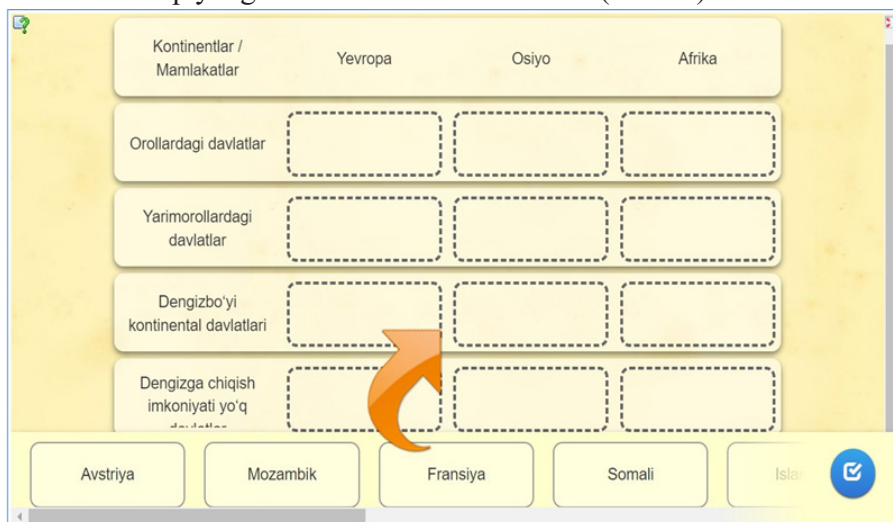 Kontinentlar /
Mamlakatlar
Yevropa
Osiyo
Afrika
Orollardagi davlatlar
Yarimorollardagi
davlatlar
Dengizbo‘yi
kontinental davlatlari
Dengizga chiqish
imkoniyati yo‘q
davlatlar
Avstriya
Mozambik
Fransiya
Somali